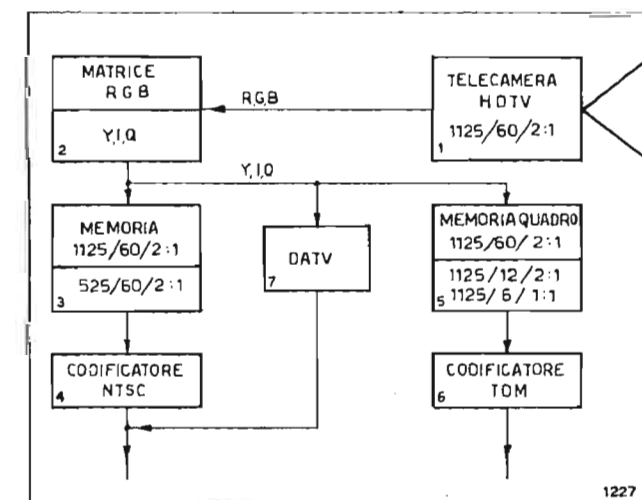 MATRICE
RGB
Y,I,Q
2
R,G,B
TELECAMERA
HDTV
1125/60/2:1
1
Y,I,Q
MEMORIA
1125/60/2:1
525/60/2:1
3
DATV
7
MEMORIA QUADRO
1125/60/2:1
1125/12/2:1
1125/6/1:1
5
CODIFICATORE
NTSC
4
CODIFICATORE
TDM
6
1227